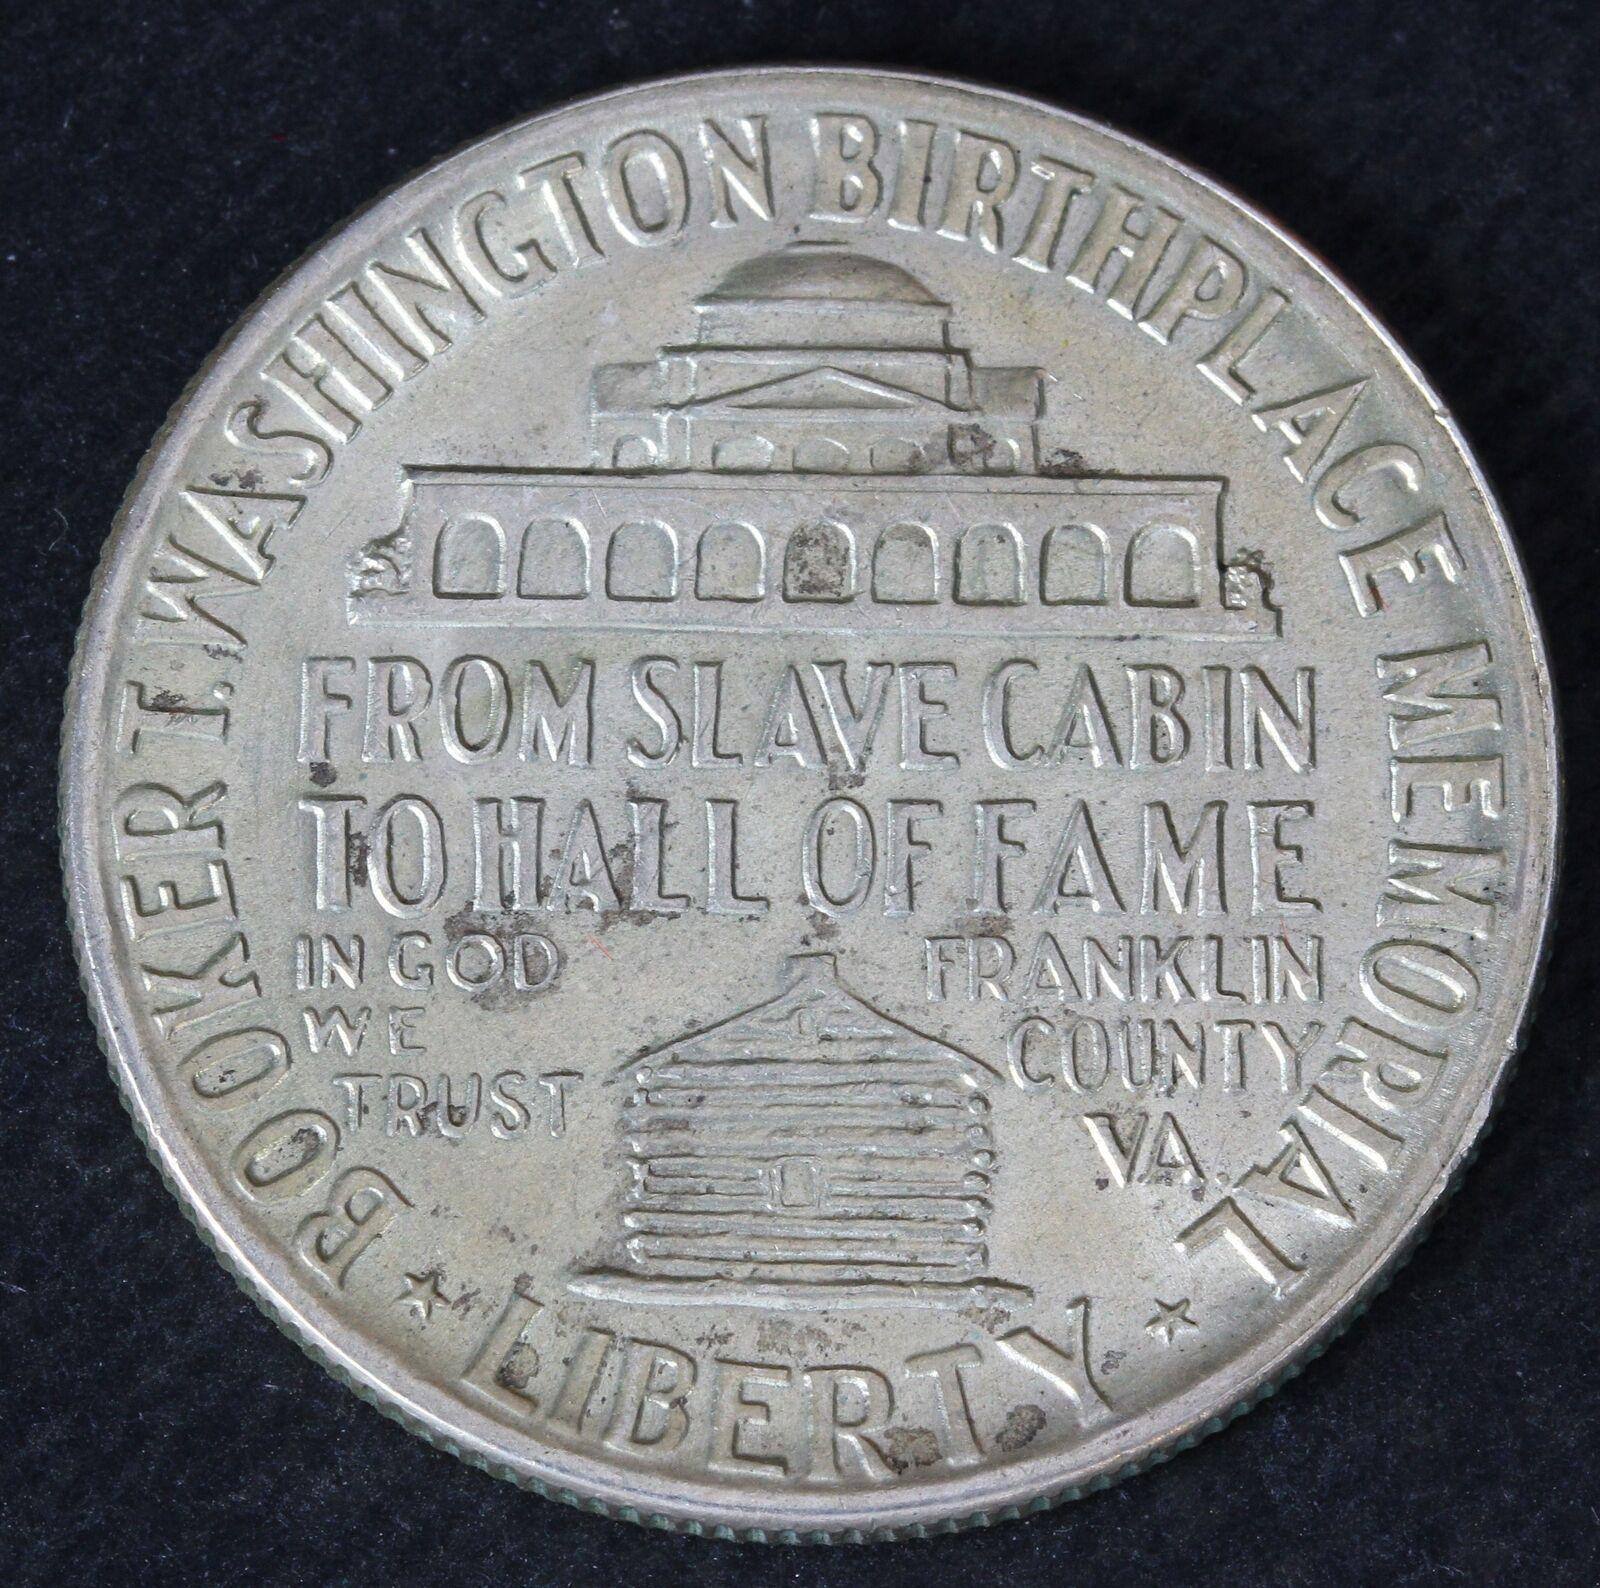 BOOKER T. WASHINGTON BIRTHPLACE MEMORIAL
FROM SLAVE CABIN
TO HALL OF FAME
IN GOD
WE
TRUST
FRANKLIN
COUNTY
VA.
LIBERTY